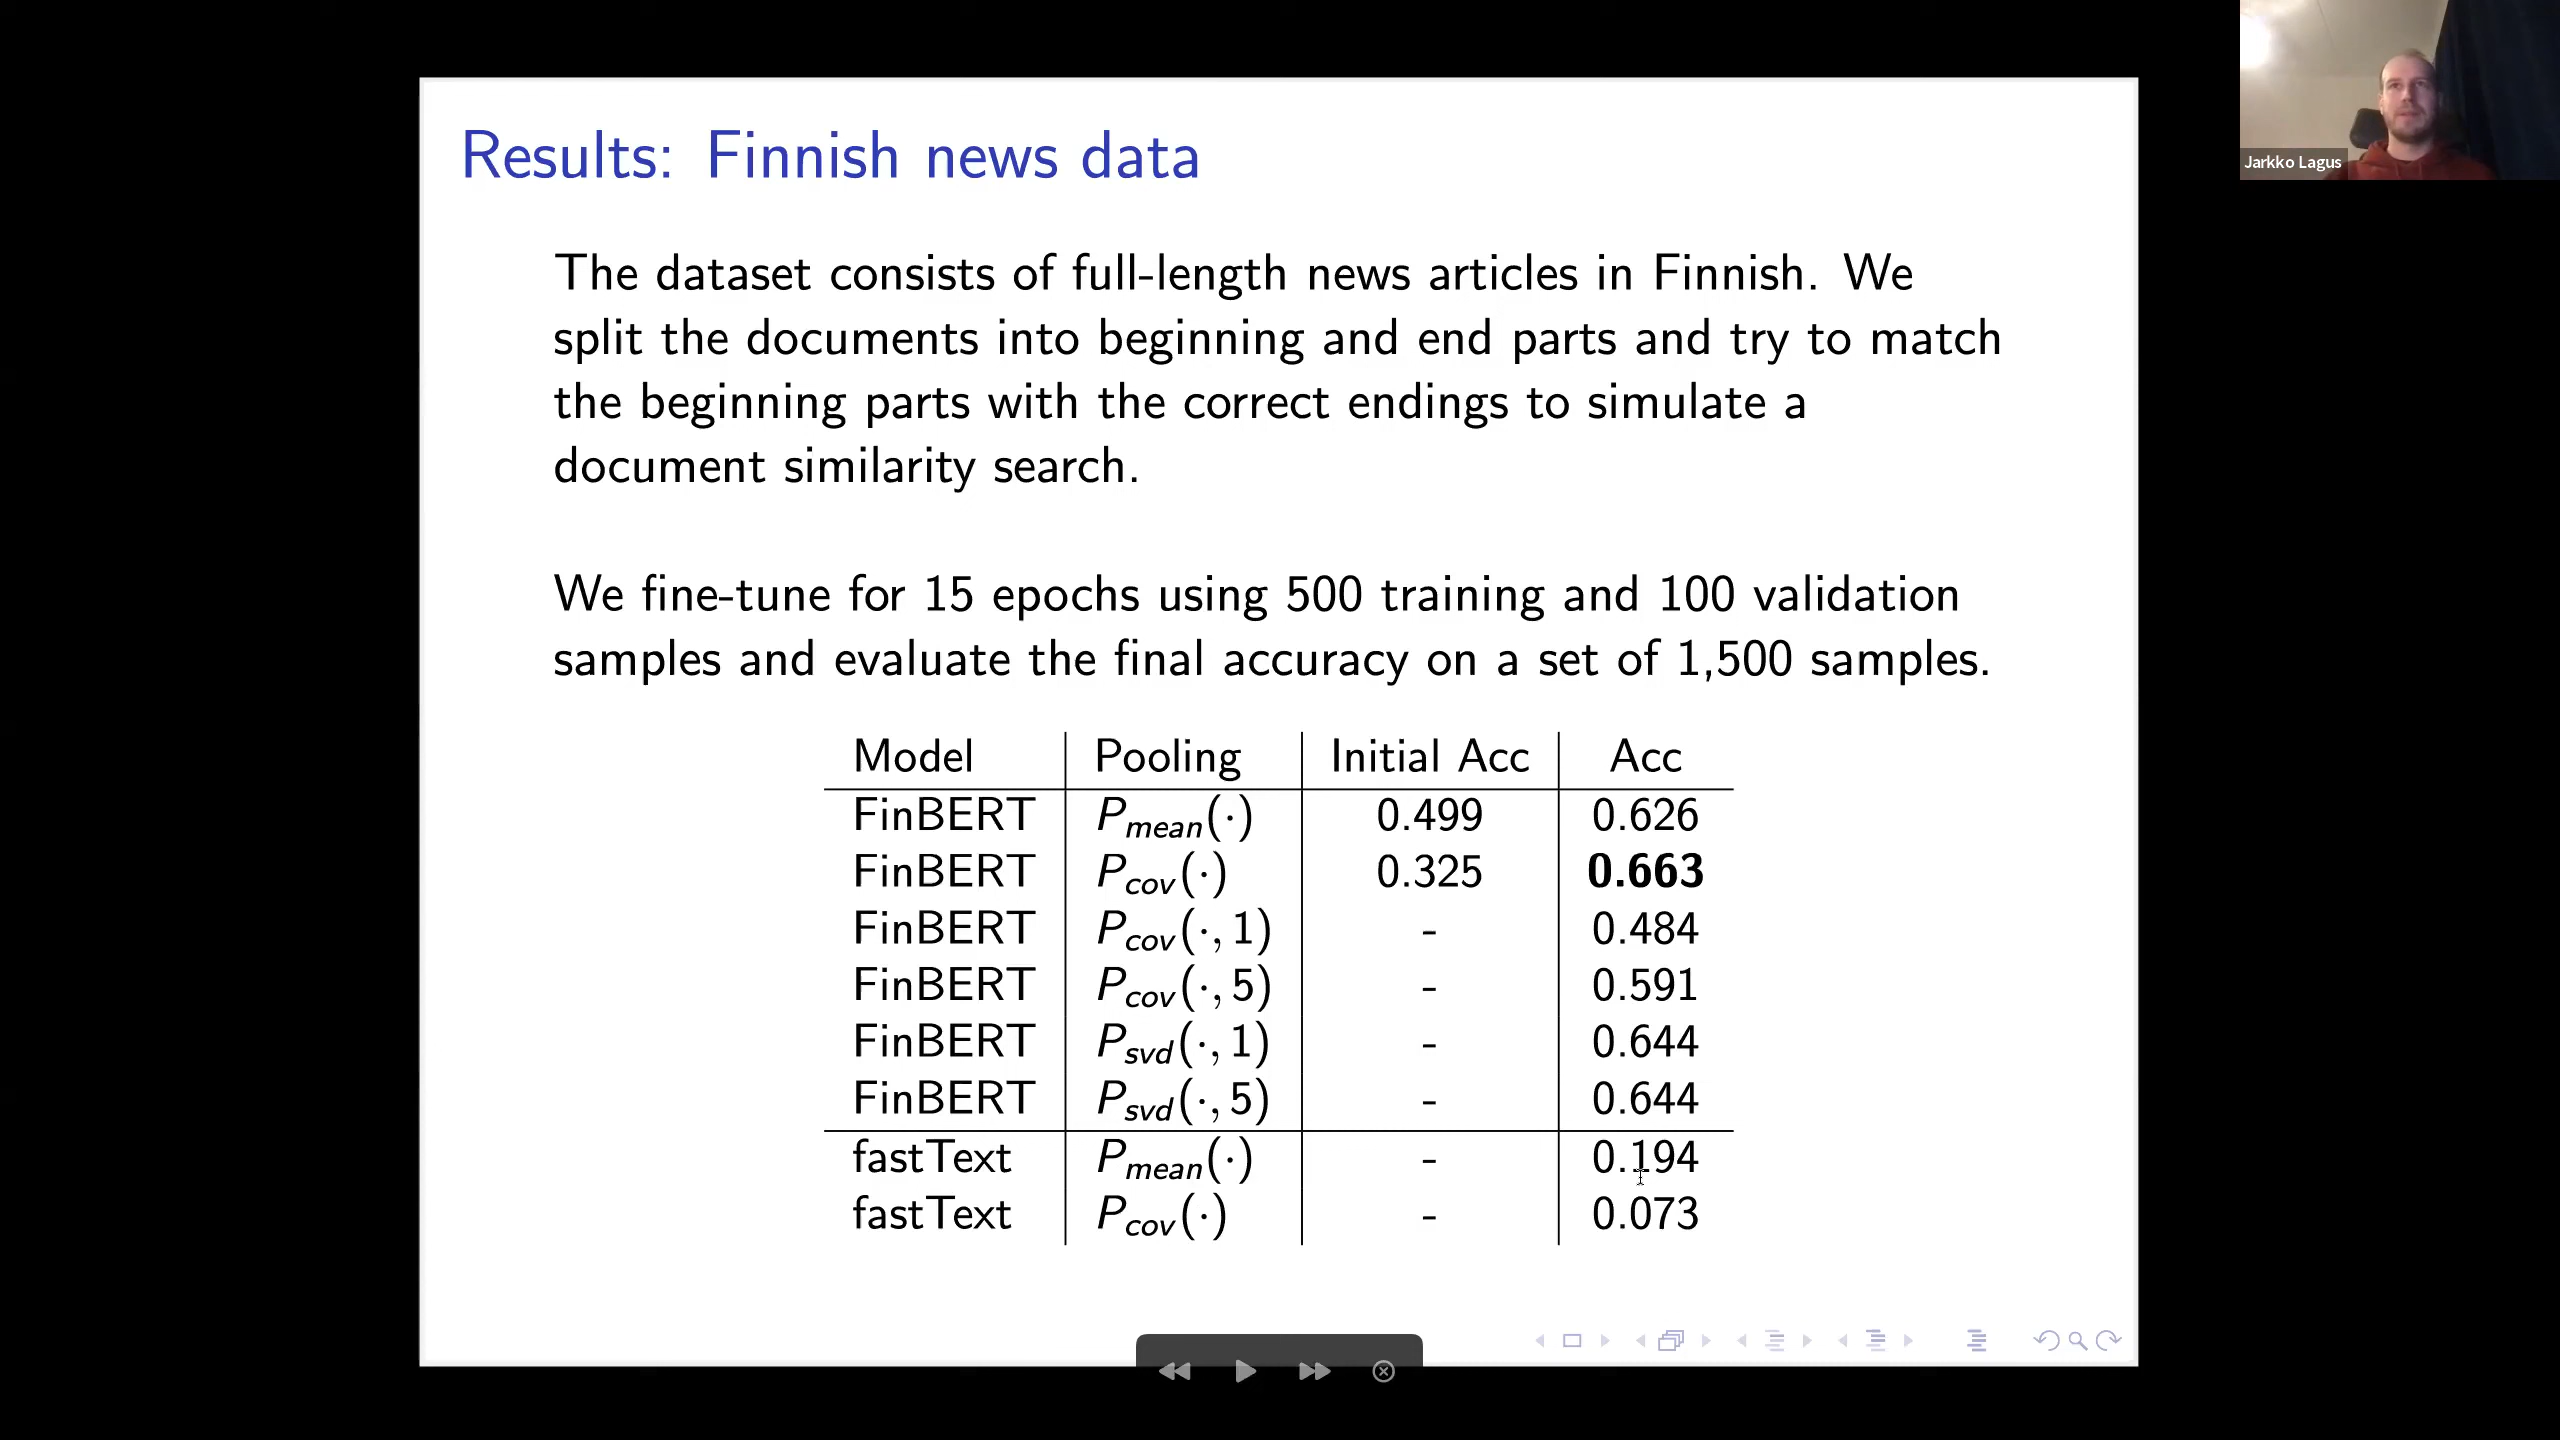 Results: Finnish news data
The dataset consists of full-length news articles in Finnish. We
split the documents into beginning and end parts and try to match
the beginning parts with the correct endings to simulate a
document similarity search.
We fine-tune for 15 epochs using 500 training and 100 validation
samples and evaluate the final accuracy on a set of 1,500 samples.
Model Pooling Initial Acc Acc
FinBERT P_mean(·) 0.499 0.626
FinBERT P_cov(·) 0.325 0.663
FinBERT P_cov(·, 1) - 0.484
FinBERT P_cov(·, 5) - 0.591
FinBERT P_svd(·, 1) - 0.644
FinBERT P_svd(·, 5) - 0.644
fastText P_mean(·) - 0.194
fastText P_cov(·) - 0.073
Jarkko Lagus